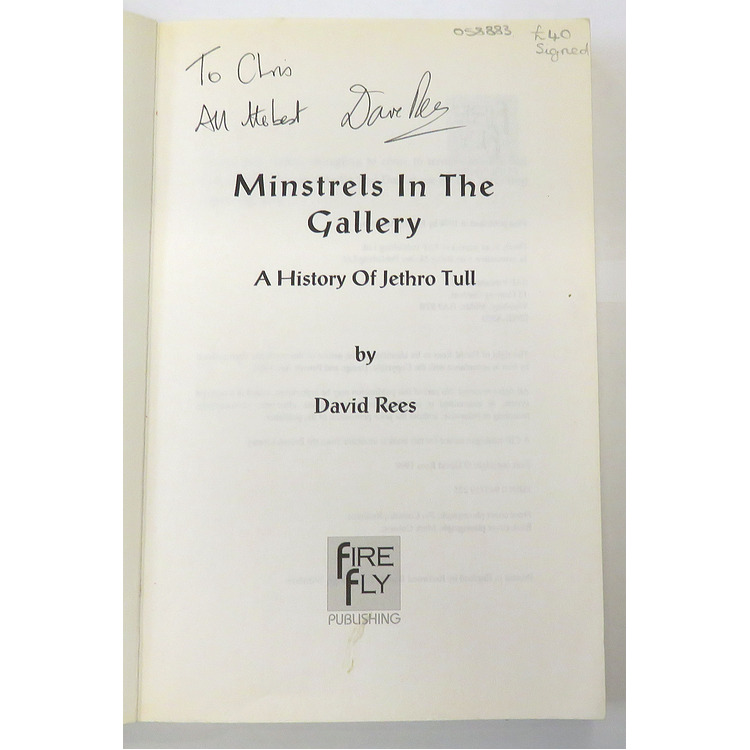 058883 £40
Signed
To Chris
All the best Dave Rees
Minstrels In The
Gallery
A History Of Jethro Tull
by
David Rees
FIRE
FLY
PUBLISHING